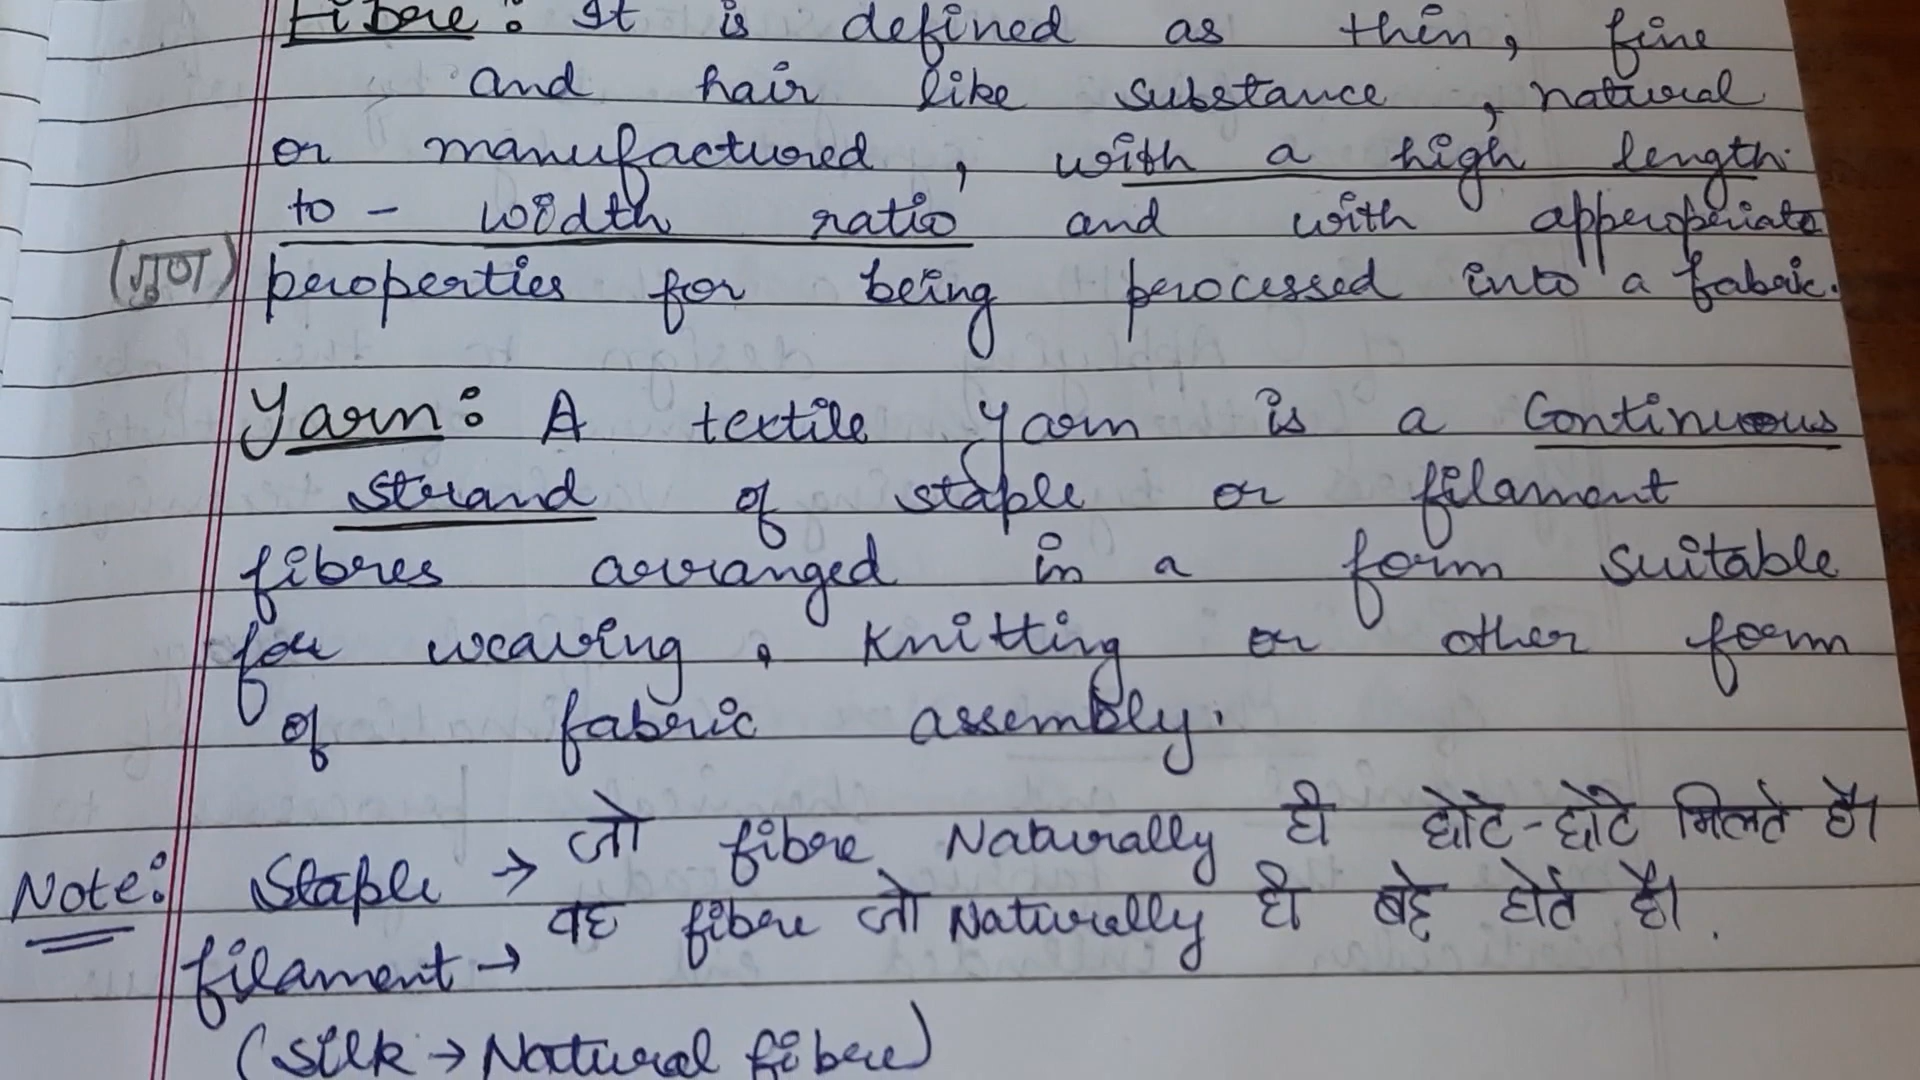 Fibre: It is defined as thin, fine
and hair like substance, natural
or manufactured, with a high length
to - width ratio and with appropriate
(गुण) properties for being processed into a fabric.
Yarn: A textile yarn is a Continuous
strand of staple or filament
fibres arranged in a form suitable
for weaving, knitting or other form
of fabric assembly.
Note: Staple → जो fibre Naturally ही छोटे-छोटे मिलते है।
filament → वह fibre जो Naturally ही बड़े होते है।
(silk → Natural fibre)